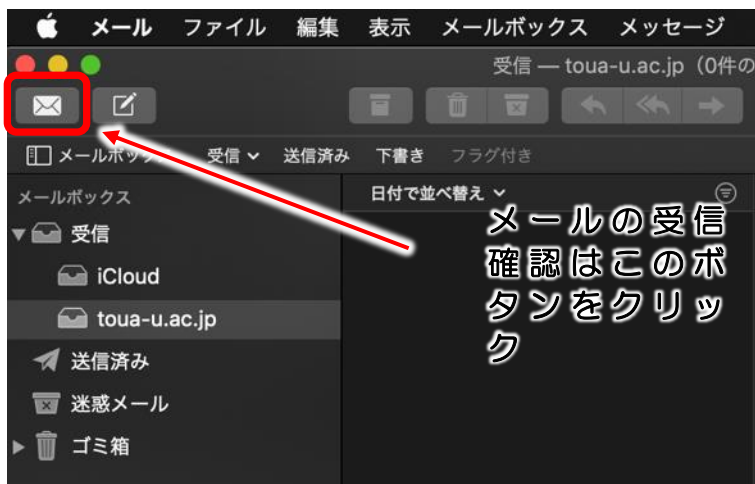 メール ファイル 編集 表示 メールボックス メッセージ
受信 — toua-u.ac.jp（0件の
メールボック 受信 送信済み 下書き フラグ付き
メールボックス
日付で並べ替え
受信
iCloud
toua-u.ac.jp
送信済み
迷惑メール
ゴミ箱
メールの受信
確認はこのボ
タンをクリッ
ク